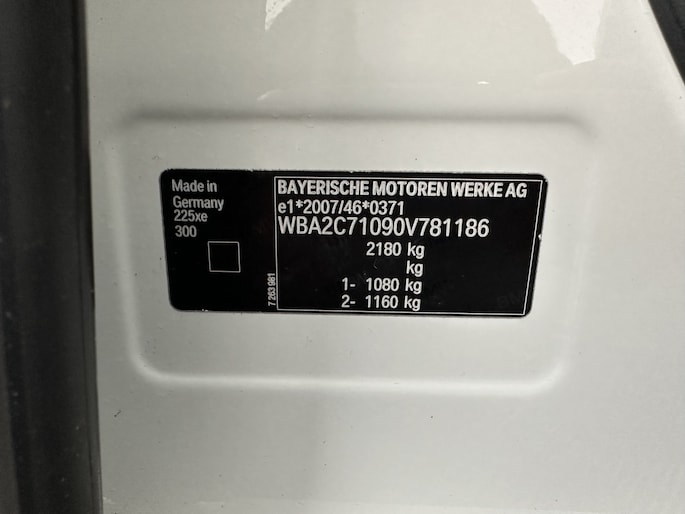 Made in
Germany
225xe
300
7 263 981
BAYERISCHE MOTOREN WERKE AG
e1*2007/46*0371
WBA2C71090V781186
2180 kg
kg
1- 1080 kg
2- 1160 kg